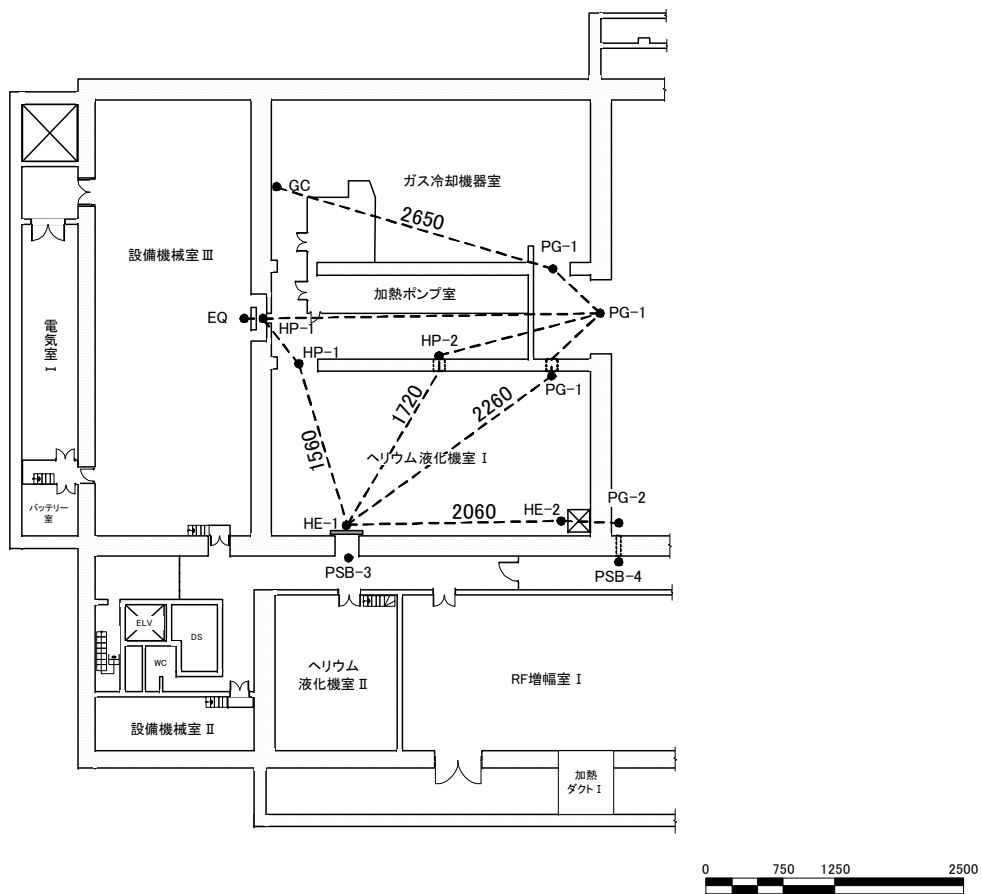 GC
ガス冷却機器室
2650
設備機械室 Ⅲ
PG-1
加熱ポンプ室
EQ
HP-1
PG-1
電気室 Ⅰ
HP-2
HP-1
PG-1
1720
2260
1560
ヘリウム液化機室 Ⅰ
バッテリー
室
HE-1
2060
HE-2
PG-2
PSB-3
PSB-4
ELV
DS
WC
ヘリウム
液化機室 Ⅱ
RF増幅室 Ⅰ
設備機械室 Ⅱ
加熱
ダクト Ⅰ
0 750 1250 2500